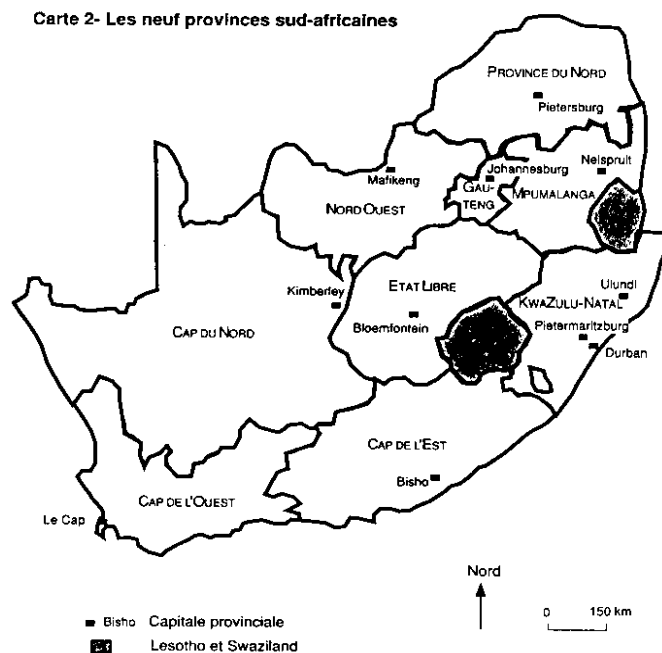 Carte 2- Les neuf provinces sud-africaines
PROVINCE DU NORD
Pietersburg
Mafikeng
Johannesburg
Nelspruit
GAU-
TENG
MPUMALANGA
NORD OUEST
Kimberley
ETAT LIBRE
Ulundi
KWAZULU-NATAL
CAP DU NORD
Bloemfontein
Pietermaritzburg
Durban
CAP DE L'EST
Bisho
CAP DE L'OUEST
Le Cap
Nord
0 150 km
Bisho Capitale provinciale
Lesotho et Swaziland